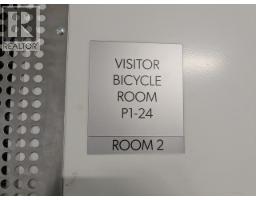 REALTOR
VISITOR
BICYCLE
ROOM
P1-24
ROOM 2